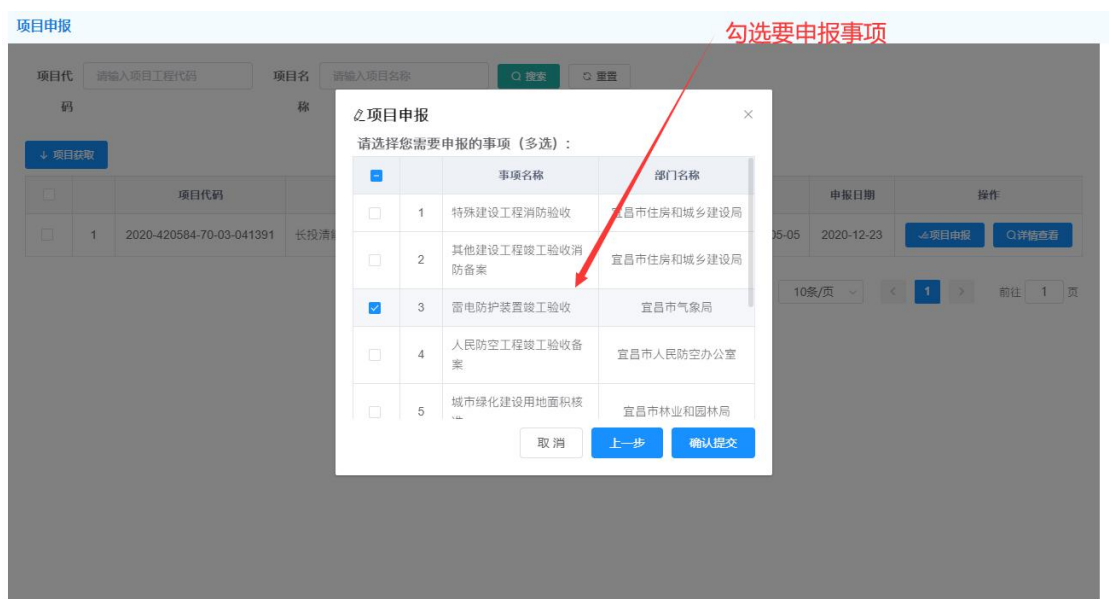 项目申报
勾选要申报事项
项目代码 请输入项目工程代码 项目名称 请输入项目名称 搜索 重置
项目获取
项目代码 申报日期 操作
1 2020-420584-70-03-041391 长投清 05-05 2020-12-23 项目申报 详情查看
10条/页 1 前往 1 页
项目申报
请选择您需要申报的事项（多选）:
事项名称 部门名称
1 特殊建设工程消防验收 宜昌市住房和城乡建设局
2 其他建设工程竣工验收消防备案 宜昌市住房和城乡建设局
3 雷电防护装置竣工验收 宜昌市气象局
4 人民防空工程竣工验收备案 宜昌市人民防空办公室
5 城市绿化建设用地面积核 宜昌市林业和园林局
取消 上一步 确认提交